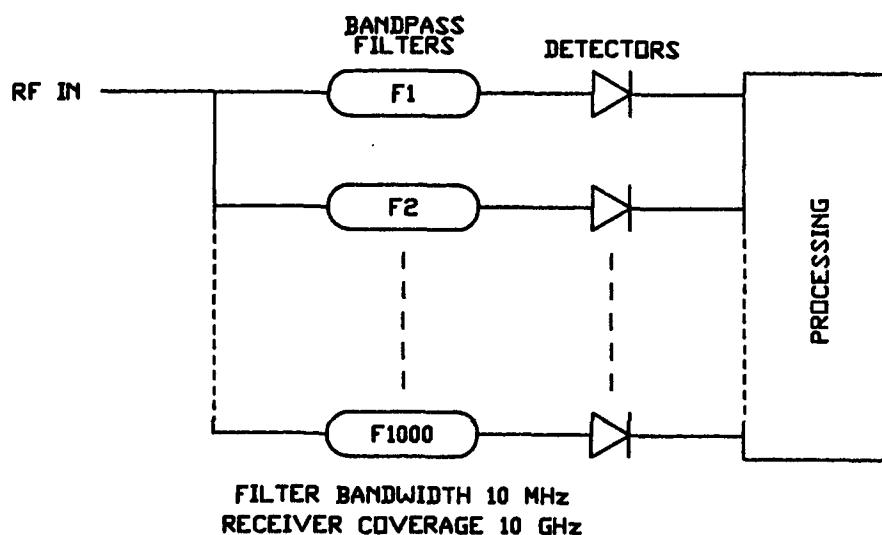 BANDPASS
FILTERS
DETECTORS
RF IN
F1
F2
PROCESSING
F1000
FILTER BANDWIDTH 10 MHz
RECEIVER COVERAGE 10 GHz